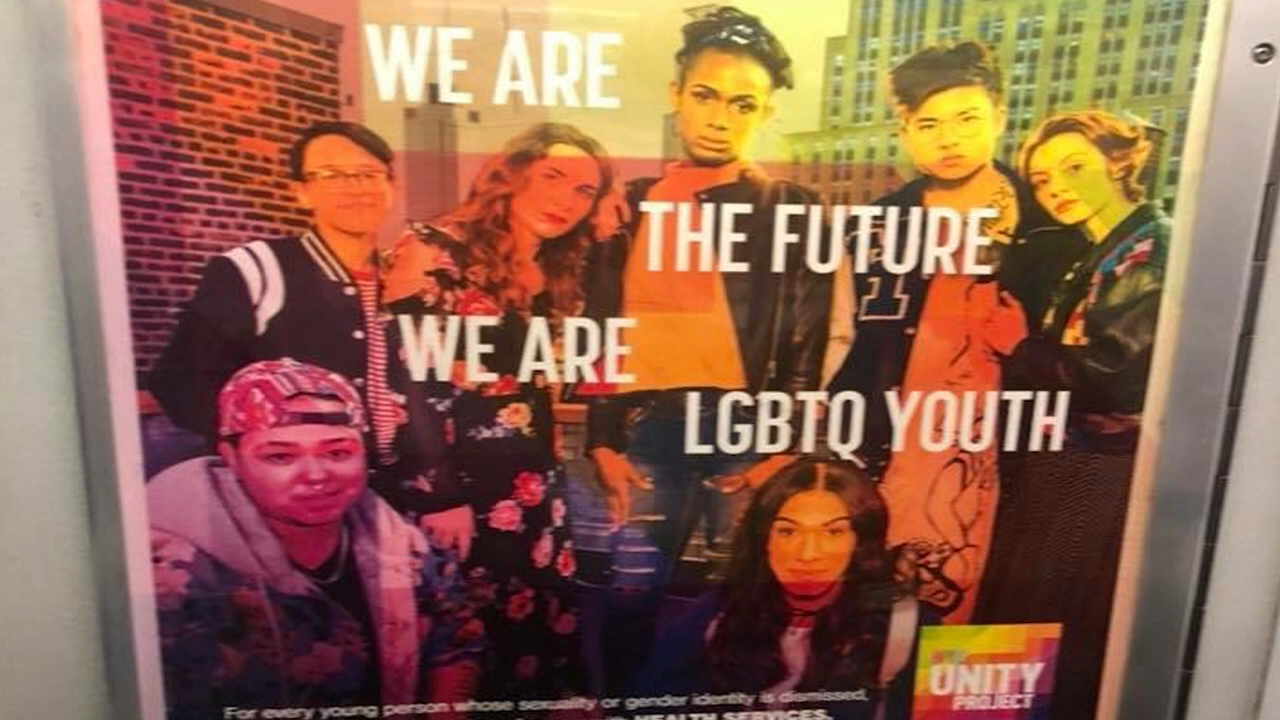 WE ARE
THE FUTURE
WE ARE
LGBTQ YOUTH
UNITY
PROJECT
For every young person whose sexuality or gender identity is dismissed,
HEALTH SERVICES.